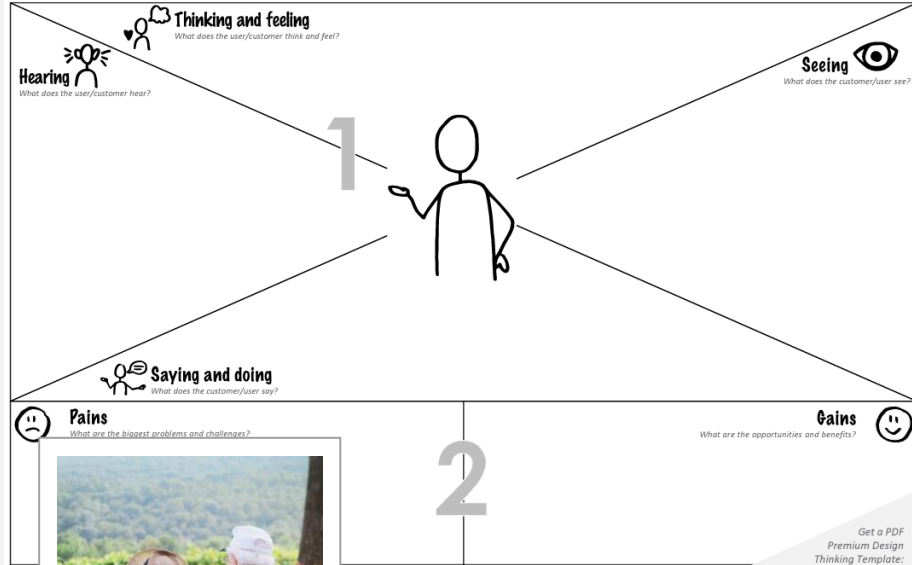 Thinking and feeling
What does the user/customer think and feel?
Hearing
What does the user/customer hear?
Seeing
What does the customer/user see?
1
Saying and doing
What does the customer/user say?
Pains
What are the biggest problems and challenges?
Gains
What are the opportunities and benefits?
2
Get a PDF
Premium Design
Thinking Template: